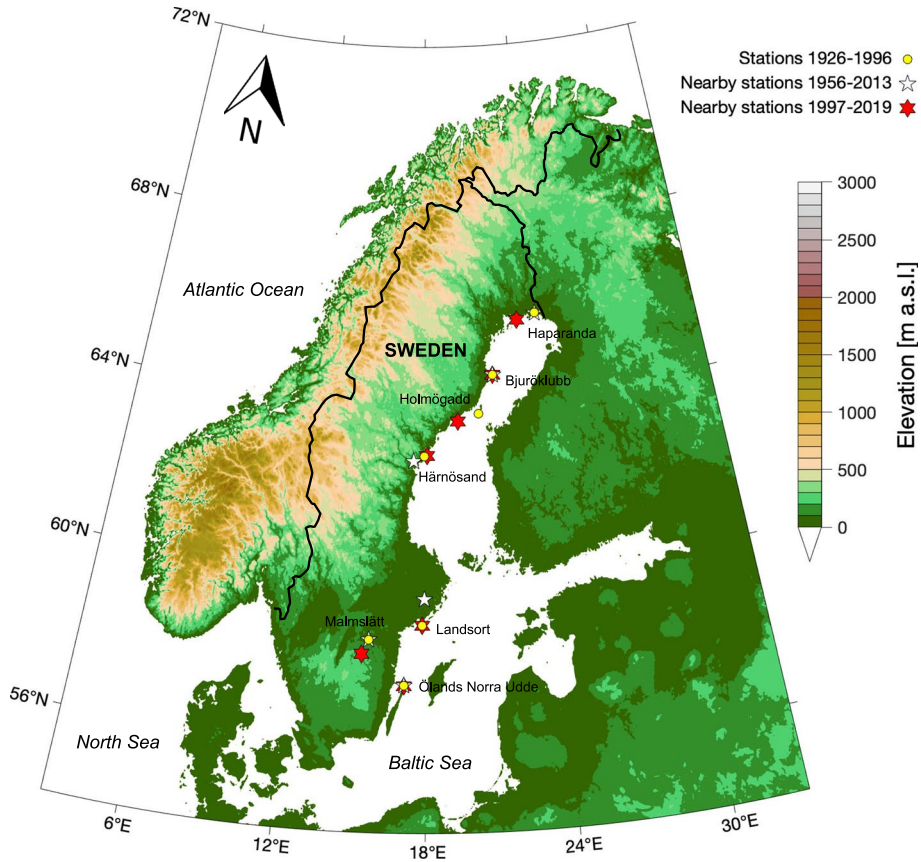 72°N
Stations 1926-1996
Nearby stations 1956-2013
Nearby stations 1997-2019
N
68°N
3000
2500
2000
1500
1000
500
0
Elevation [m a.s.l.]
Atlantic Ocean
Haparanda
SWEDEN
64°N
Bjuröklubb
Holmögadd
Härnösand
60°N
Malmslätt
Landsort
Ölands Norra Udde
56°N
North Sea
Baltic Sea
6°E
12°E
18°E
24°E
30°E